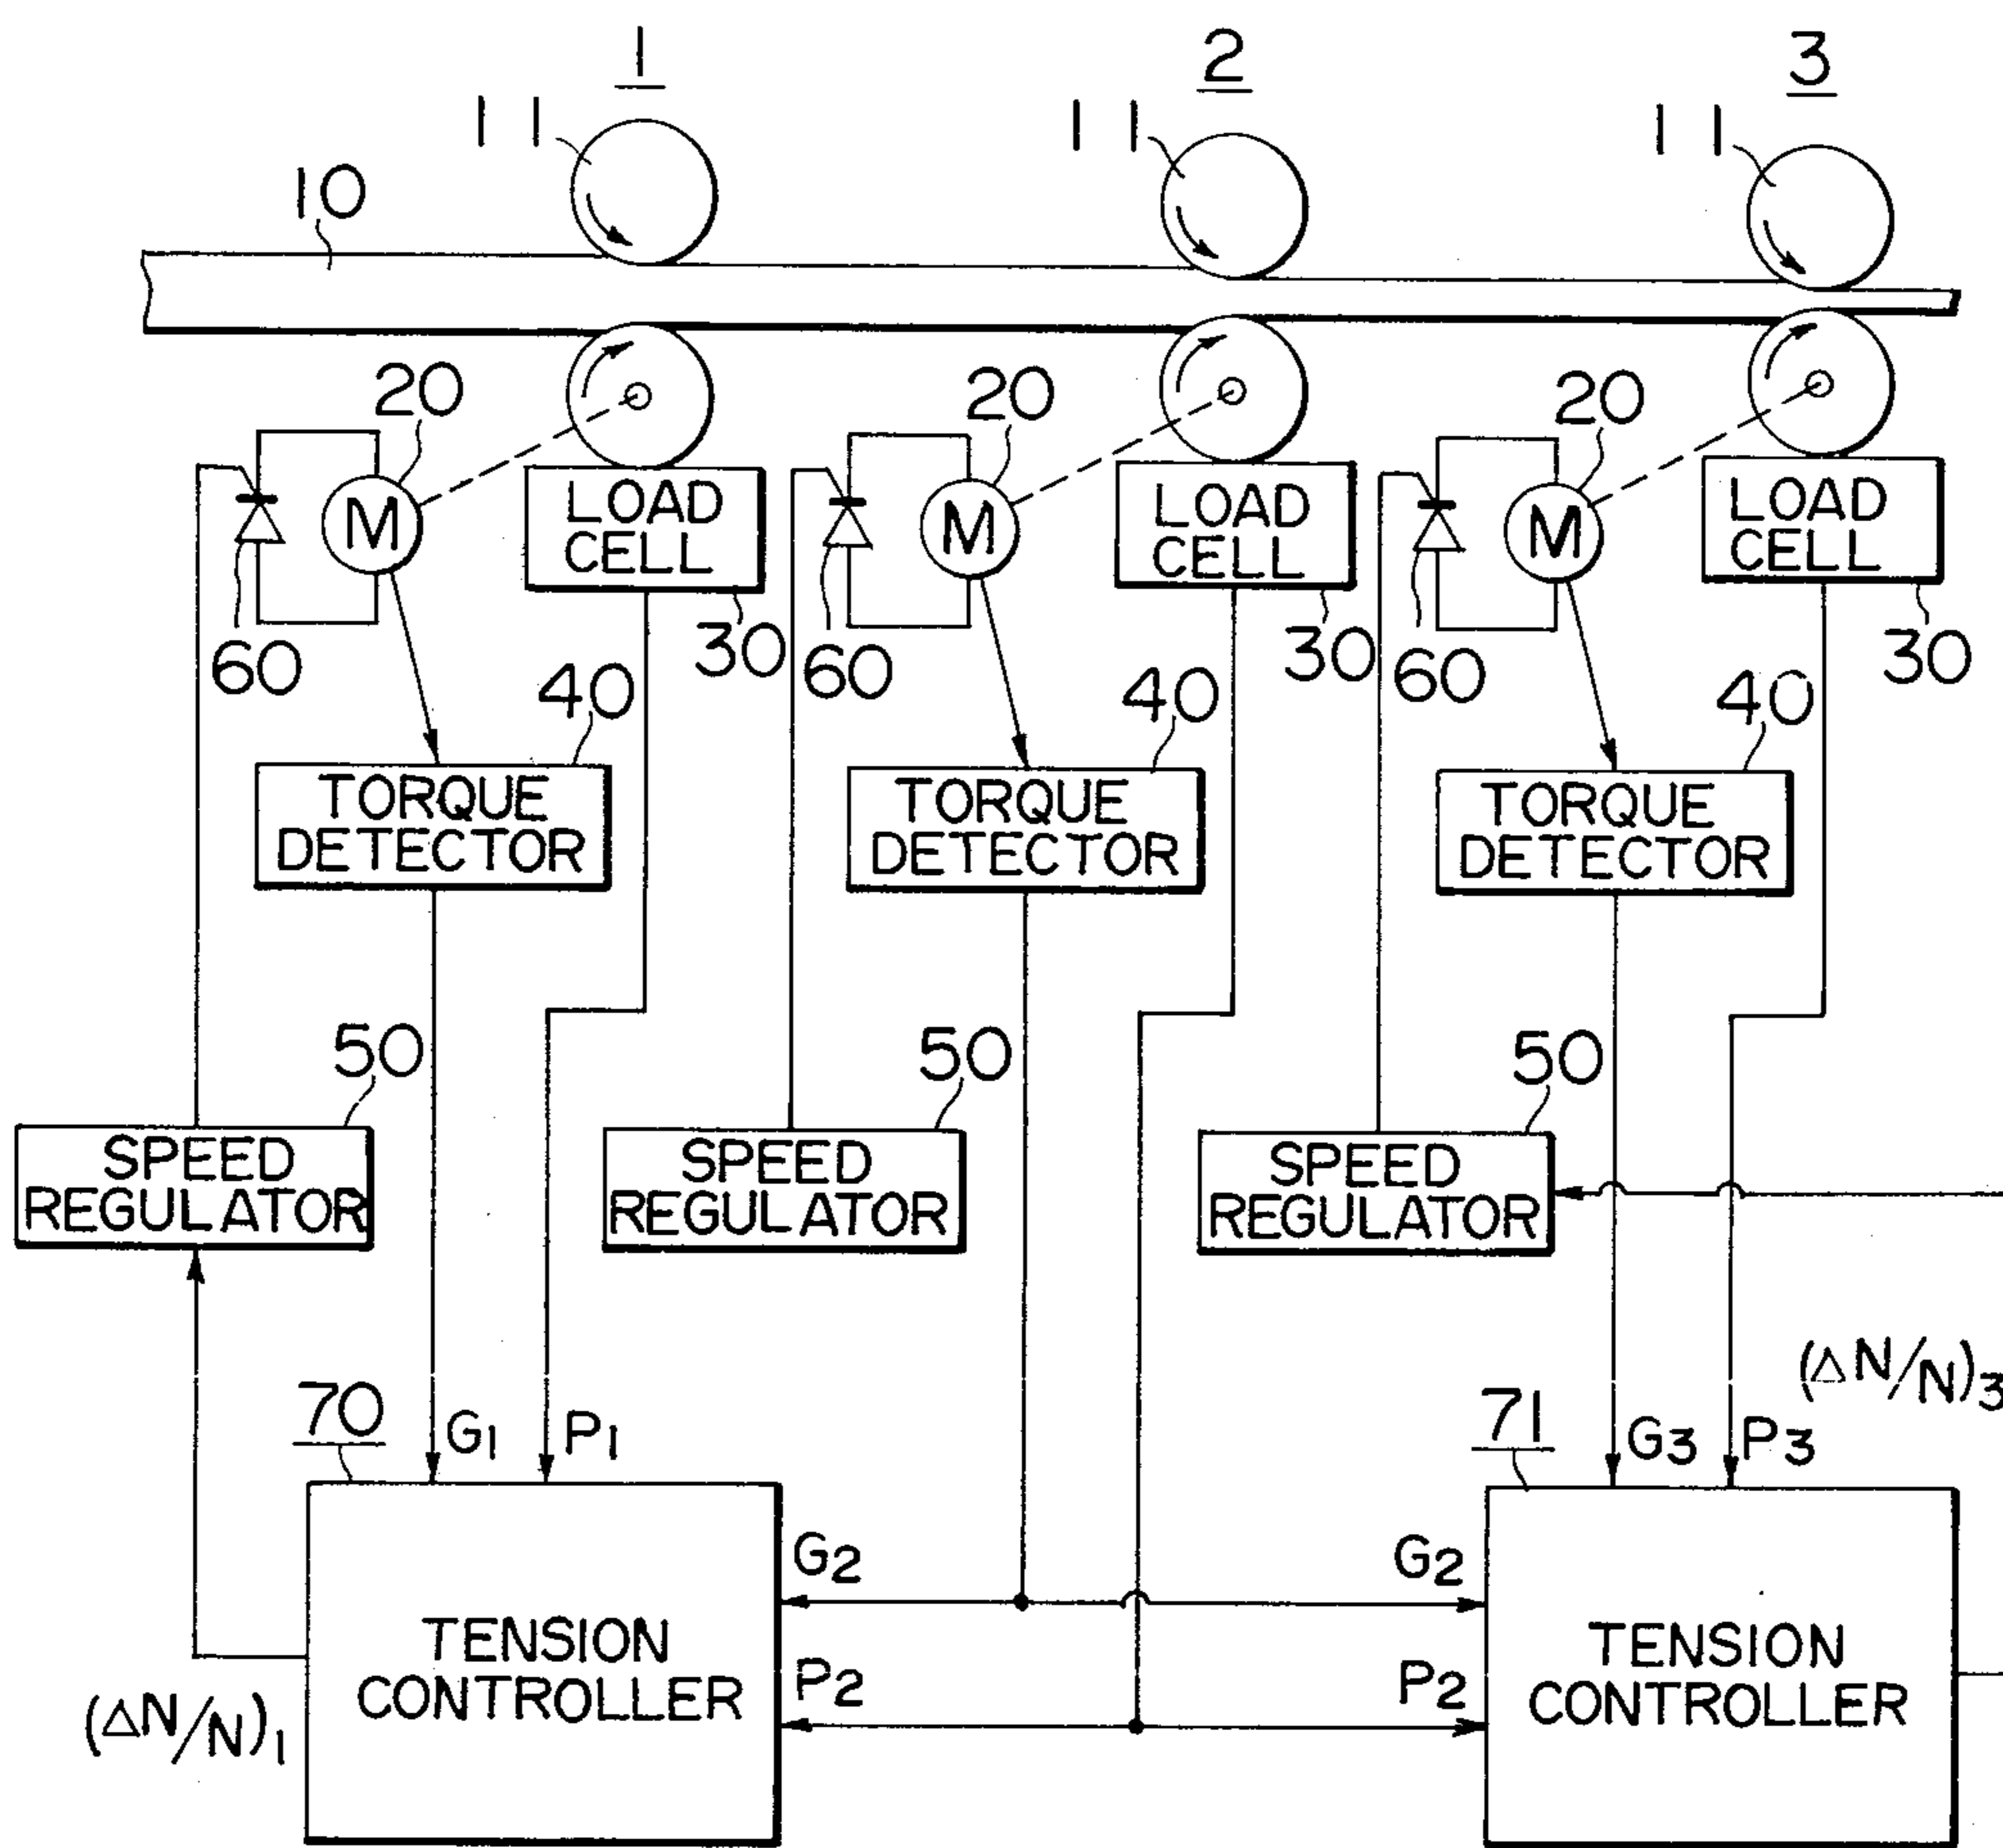 1 2 3
11 11 11
10
20 20 20
M M M
LOAD CELL
LOAD CELL
LOAD CELL
60 30 60 30 60 30
40 40 40
TORQUE DETECTOR
TORQUE DETECTOR
TORQUE DETECTOR
50 50 50
SPEED REGULATOR
SPEED REGULATOR
SPEED REGULATOR
(ΔN/N)3
70 G1 P1 71 G3 P3
G2 G2
TENSION CONTROLLER
TENSION CONTROLLER
P2 P2
(ΔN/N)1